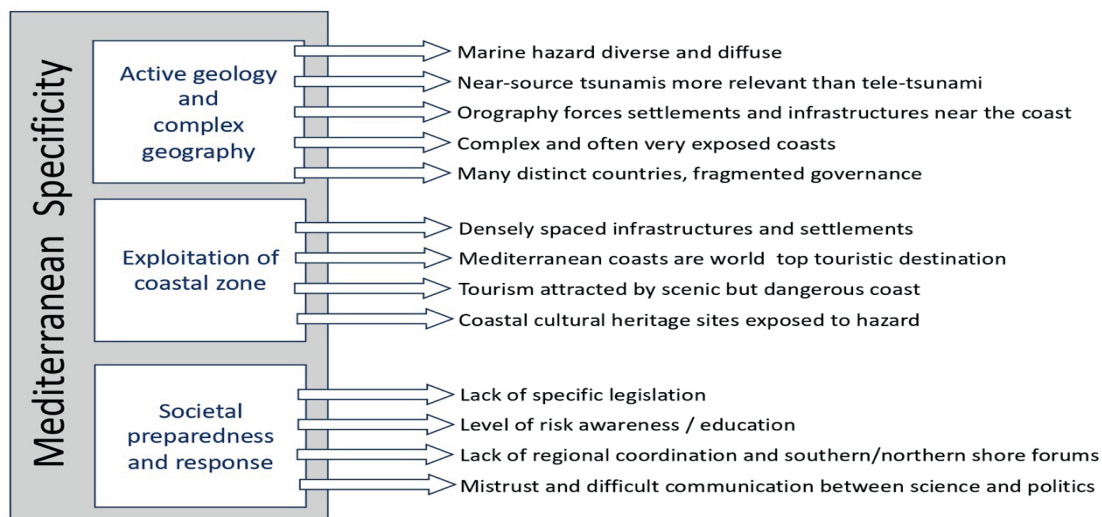 Mediterranean Specificity
Active geology
and
complex
geography
Marine hazard diverse and diffuse
Near-source tsunamis more relevant than tele-tsunami
Orography forces settlements and infrastructures near the coast
Complex and often very exposed coasts
Many distinct countries, fragmented governance
Exploitation of
coastal zone
Densely spaced infrastructures and settlements
Mediterranean coasts are world top touristic destination
Tourism attracted by scenic but dangerous coast
Coastal cultural heritage sites exposed to hazard
Societal
preparedness
and response
Lack of specific legislation
Level of risk awareness / education
Lack of regional coordination and southern/northern shore forums
Mistrust and difficult communication between science and politics